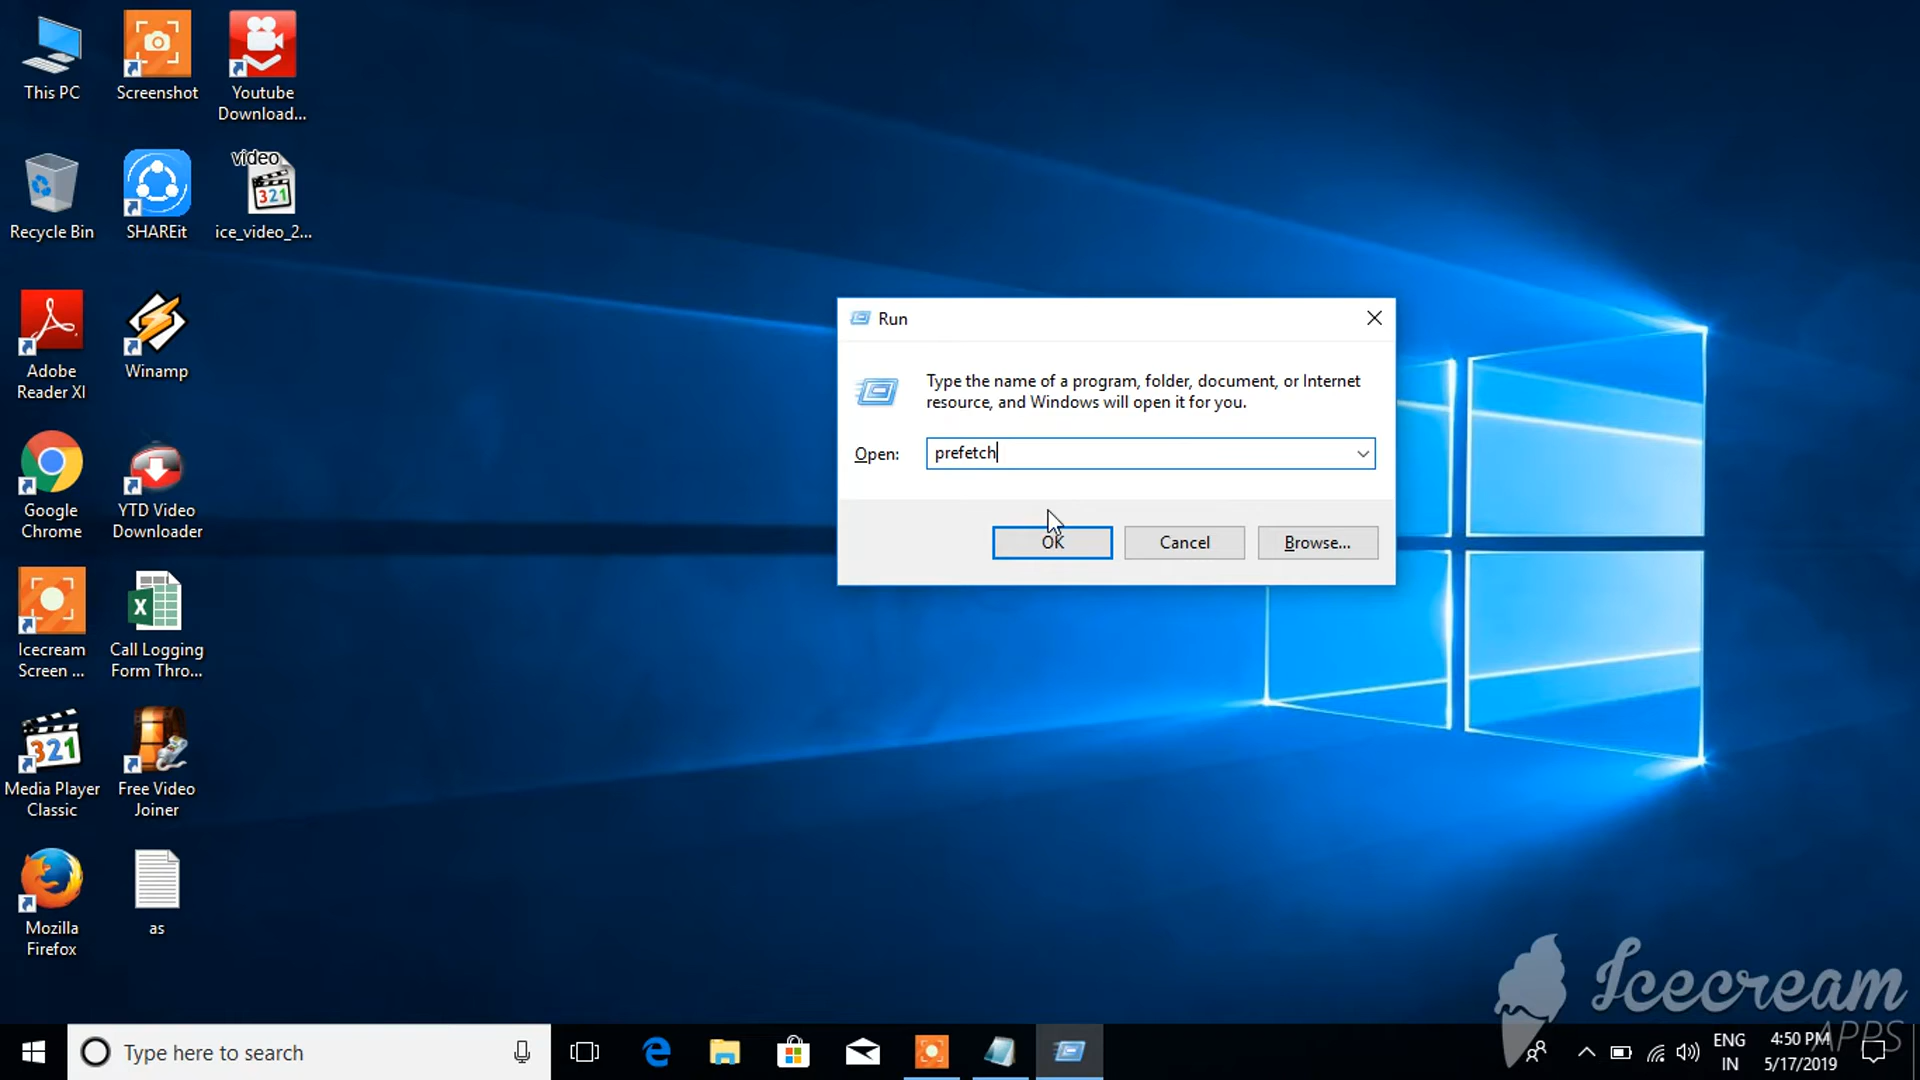 This PC
Screenshot
Youtube
Download...
Recycle Bin
SHAREit
video
321
ice_video_2...
Adobe
Reader XI
Winamp
Google
Chrome
YTD Video
Downloader
Icecream
Screen ...
X
Call Logging
Form Thro...
321
Media Player
Classic
Free Video
Joiner
Mozilla
Firefox
as
Run
Type the name of a program, folder, document, or Internet
resource, and Windows will open it for you.
Open:
prefetch
OK
Cancel
Browse...
Icecream
APPS
Type here to search
ENG
IN
4:50 PM
5/17/2019